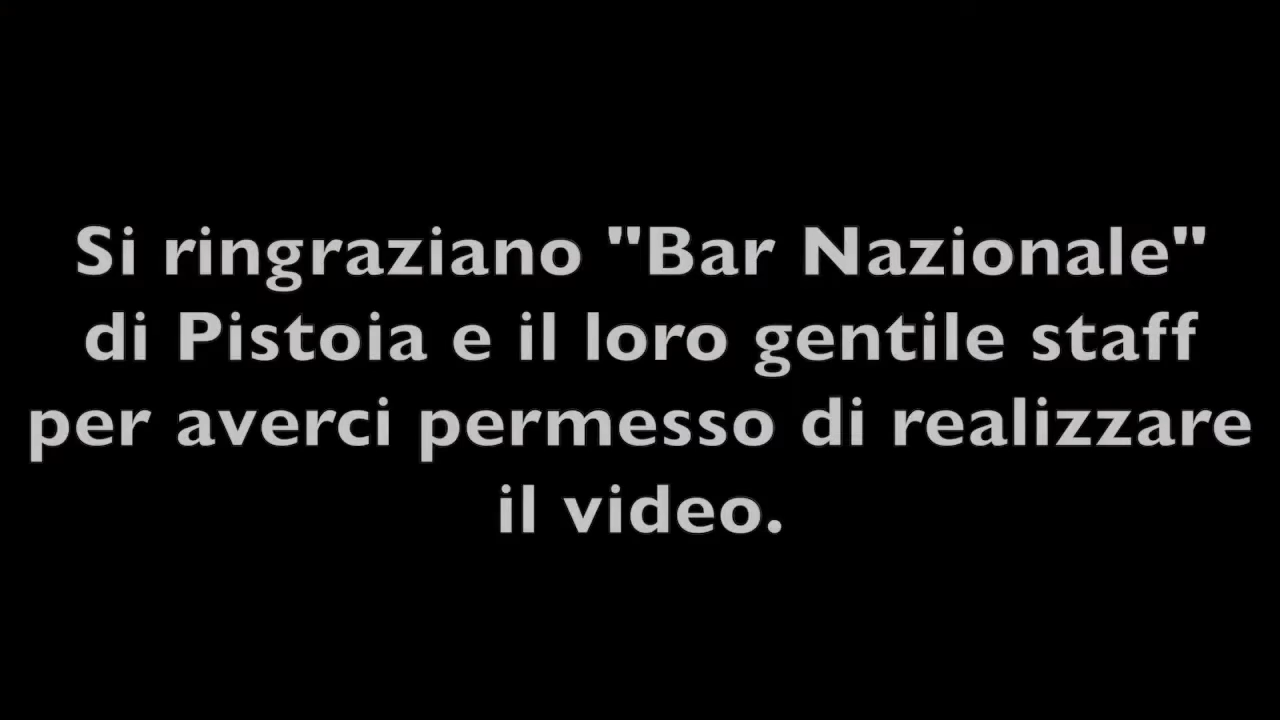 Si ringraziano "Bar Nazionale"
di Pistoia e il loro gentile staff
per averci permesso di realizzare
il video.